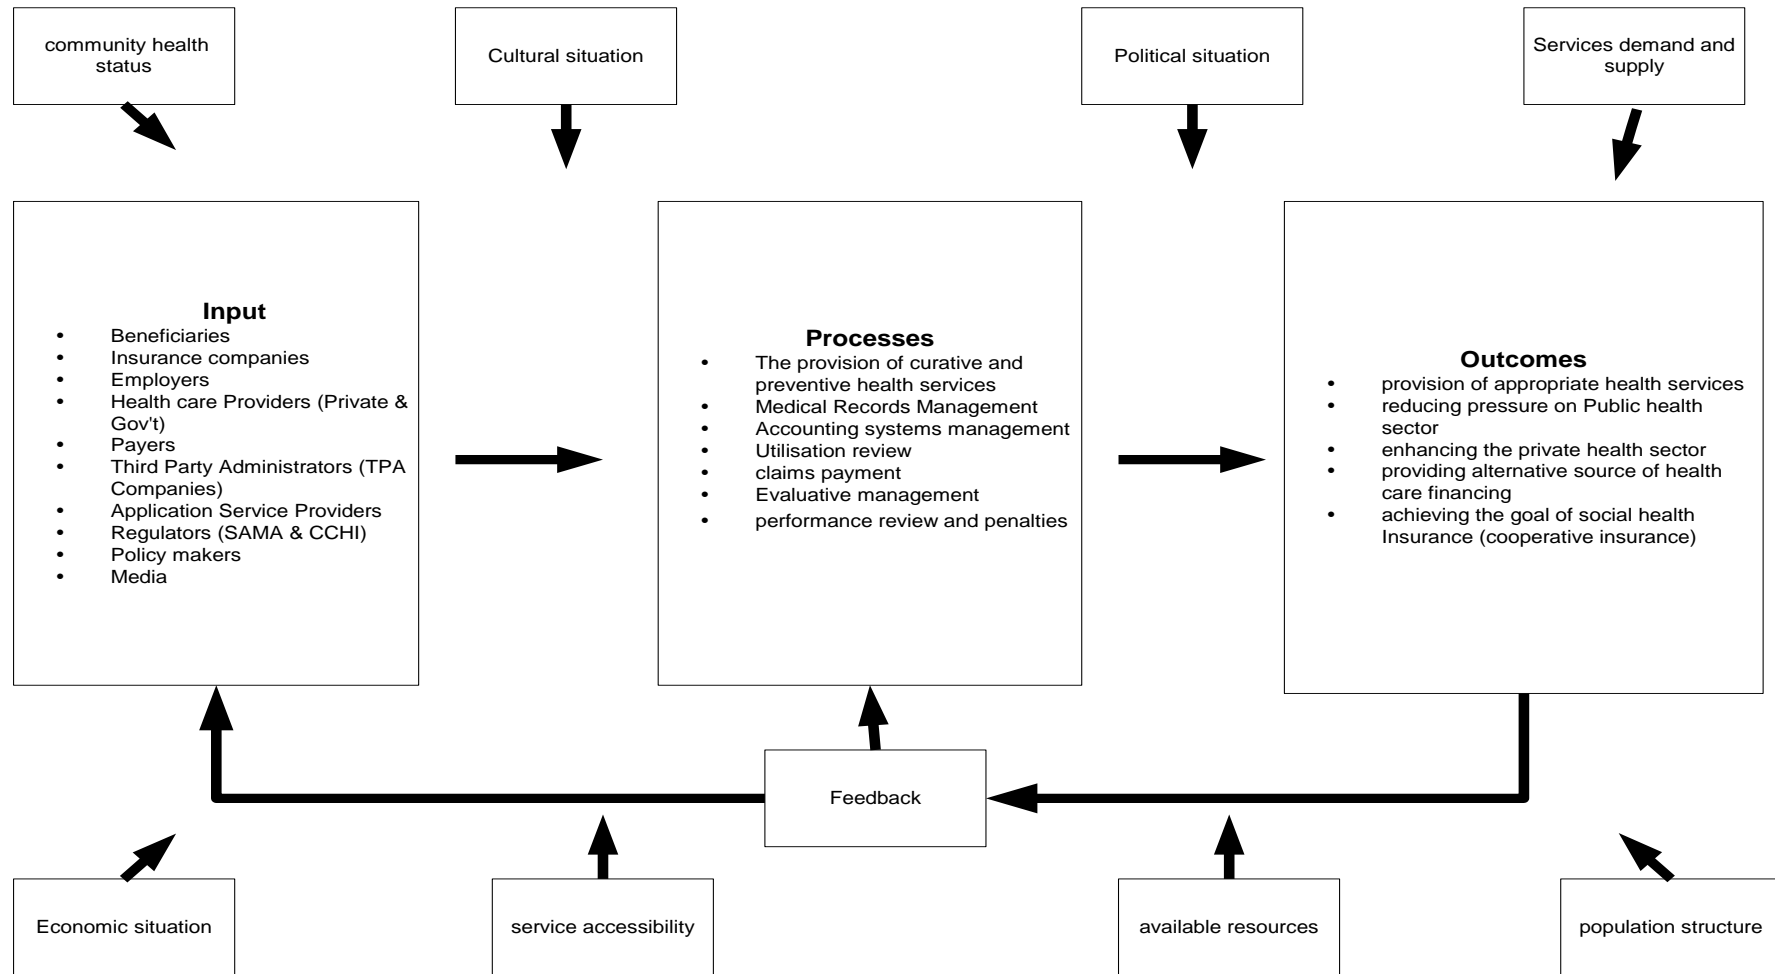 community health
status
Cultural situation
Political situation
Services demand and
supply
Input
• Beneficiaries
• Insurance companies
• Employers
• Health care Providers (Private &
Gov't)
• Payers
• Third Party Administrators (TPA
Companies)
• Application Service Providers
• Regulators (SAMA & CCHI)
• Policy makers
• Media
Processes
• The provision of curative and
preventive health services
• Medical Records Management
• Accounting systems management
• Utilisation review
• claims payment
• Evaluative management
• performance review and penalties
Outcomes
• provision of appropriate health services
• reducing pressure on Public health
sector
• enhancing the private health sector
• providing alternative source of health
care financing
• achieving the goal of social health
Insurance (cooperative insurance)
Feedback
Economic situation
service accessibility
available resources
population structure